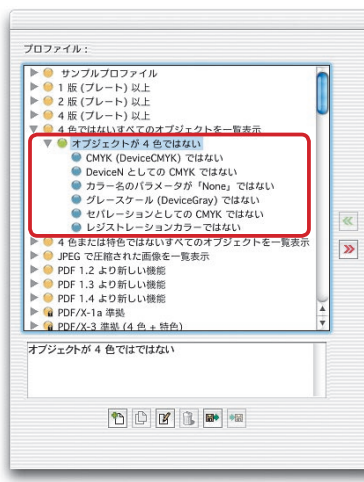 プロファイル：
サンプルプロファイル
1 版 (プレート) 以上
2 版 (プレート) 以上
4 版 (プレート) 以上
4 色ではないすべてのオブジェクトを一覧表示
オブジェクトが 4 色ではない
CMYK (DeviceCMYK) ではない
DeviceN としての CMYK ではない
カラー名のパラメータが「None」ではない
グレースケール (DeviceGray) ではない
セパレーションとしての CMYK ではない
レジストレーションカラーではない
4 色または特色ではないすべてのオブジェクトを一覧表示
JPEG で圧縮された画像を一覧表示
PDF 1.2 より新しい機能
PDF 1.3 より新しい機能
PDF 1.4 より新しい機能
PDF/X-1a 準拠
PDF/X-3 準拠 (4 色 + 特色)
オブジェクトが 4 色ではではない